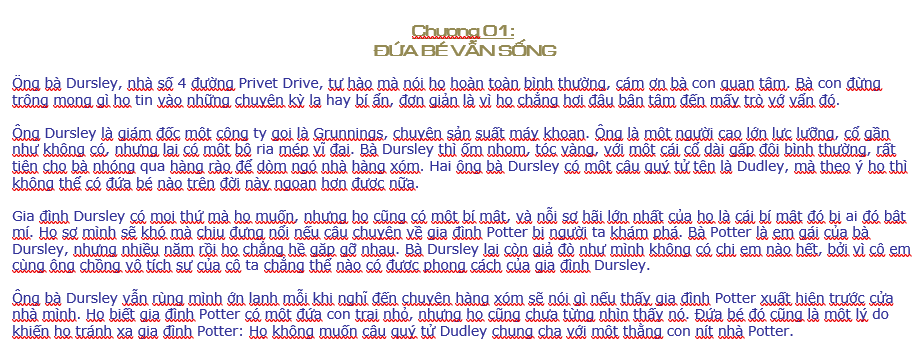 Chương 01:
ĐỨA BÉ VẪN SỐNG
Ông bà Dursley, nhà số 4 đường Privet Drive, tự hào mà nói họ hoàn toàn bình thường, cám ơn bà con quan tâm. Bà con đừng
trông mong gì họ tin vào những chuyện kỳ lạ hay bí ẩn, đơn giản là vì họ chẳng hơi đâu bận tâm đến mấy trò vớ vẩn đó.
Ông Dursley là giám đốc một công ty gọi là Grunnings, chuyên sản suất máy khoan. Ông là một người cao lớn lực lưỡng, cổ gần
như không có, nhưng lại có một bộ ria mép vĩ đại. Bà Dursley thì ốm nhom, tóc vàng, với một cái cổ dài gấp đôi bình thường, rất
tiện cho bà nhóng qua hàng rào để dòm ngó nhà hàng xóm. Hai ông bà Dursley có một cậu quý tử tên là Dudley, mà theo ý họ thì
không thể có đứa bé nào trên đời này ngoan hơn được nữa.
Gia đình Dursley có mọi thứ mà họ muốn, nhưng họ cũng có một bí mật, và nỗi sợ hãi lớn nhất của họ là cái bí mật đó bị ai đó bật
mí. Họ sợ mình sẽ khó mà chịu đựng nổi nếu câu chuyện về gia đình Potter bị người ta khám phá. Bà Potter là em gái của bà
Dursley, nhưng nhiều năm rồi họ chẳng hề gặp gỡ nhau. Bà Dursley lại còn giả đò như mình không có chị em nào hết, bởi vì cô em
cùng ông chồng vô tích sự của cô ta chẳng thể nào có được phong cách của gia đình Dursley.
Ông bà Dursley vẫn rùng mình ớn lạnh mỗi khi nghĩ đến chuyện hàng xóm sẽ nói gì nếu thấy gia đình Potter xuất hiện trước cửa
nhà mình. Họ biết gia đình Potter có một đứa con trai nhỏ, nhưng họ cũng chưa từng nhìn thấy nó. Đứa bé đó cũng là một lý do
khiến họ tránh xa gia đình Potter: Họ không muốn cậu quý tử Dudley chung chạ với một thằng con nít nhà Potter.